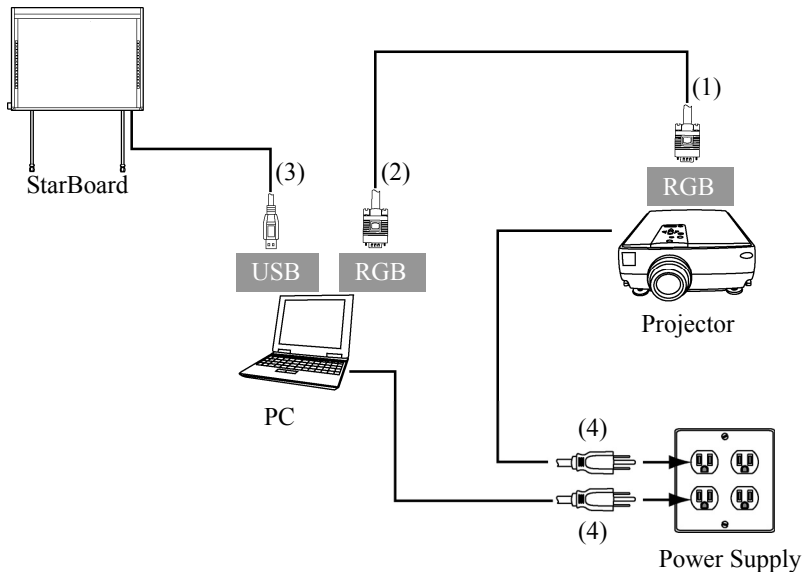 (1)
RGB
StarBoard
(3)
(2)
USB
RGB
Projector
PC
(4)
(4)
Power Supply